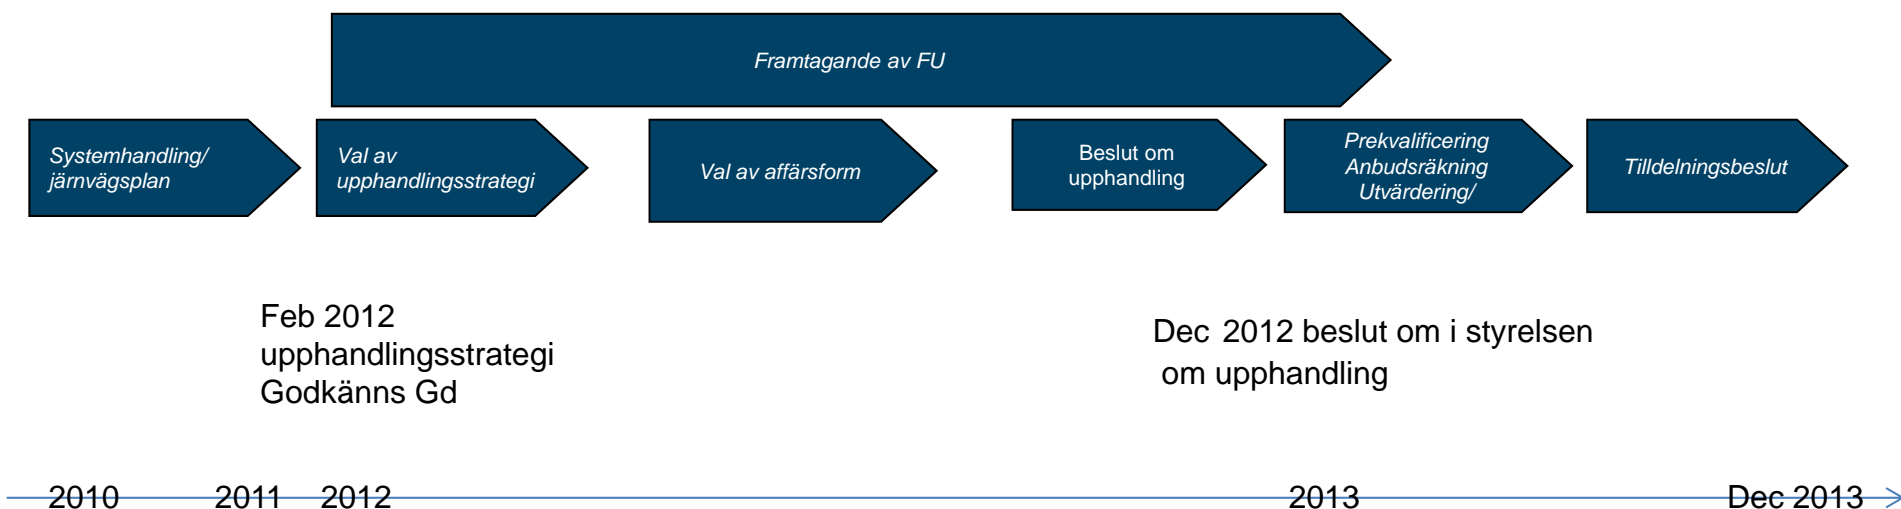 Framtagande av FU
Systemhandling/
järnvägsplan
Val av
upphandlingsstrategi
Val av affärsform
Beslut om
upphandling
Prekvalificering
Anbudsräkning
Utvärdering/
Tilldelningsbeslut
Feb 2012
upphandlingsstrategi
Godkänns Gd
Dec 2012 beslut om i styrelsen
om upphandling
2010 2011 2012 2013 Dec 2013